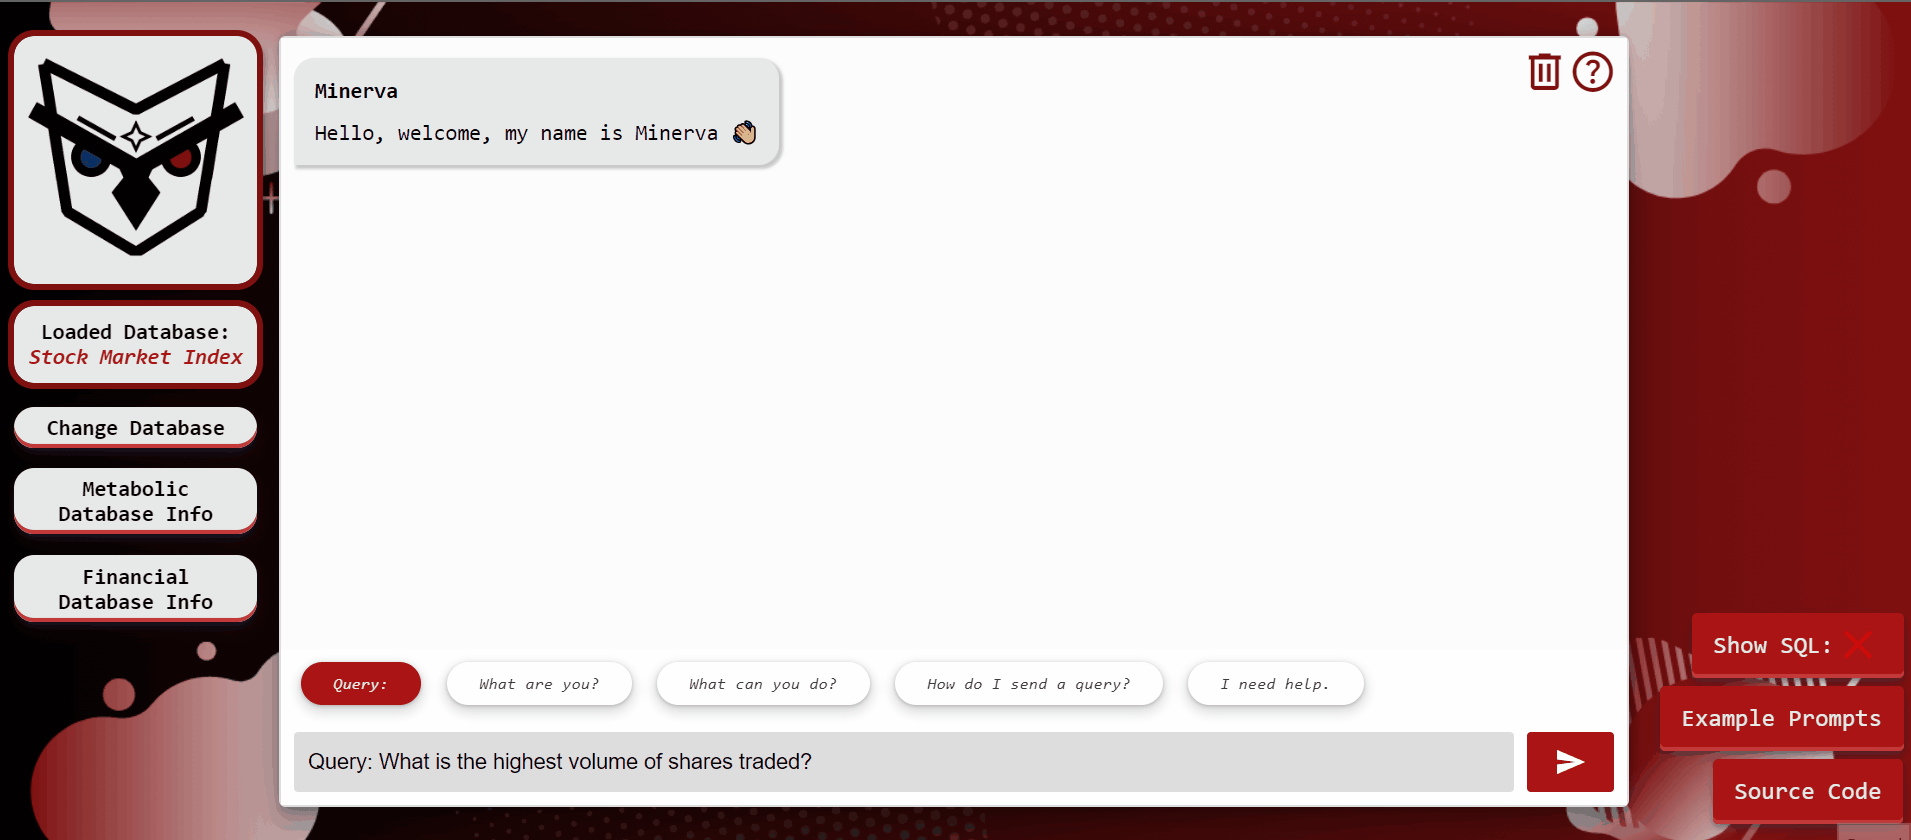 Minerva
Hello, welcome, my name is Minerva
Loaded Database:
Stock Market Index
Change Database
Metabolic
Database Info
Financial
Database Info
Query:
What are you?
What can you do?
How do I send a query?
I need help.
Query: What is the highest volume of shares traded?
Show SQL:
Example Prompts
Source Code